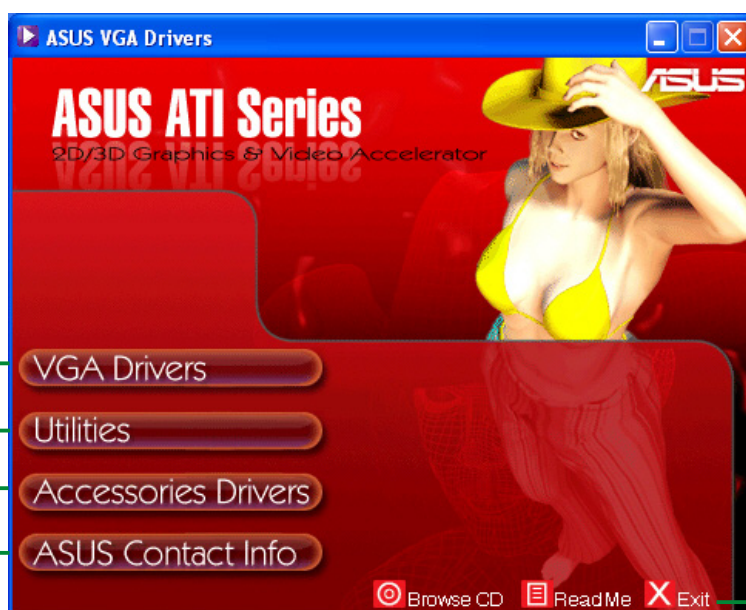 ASUS VGA Drivers
ASUS
ASUS ATI Series
2D/3D Graphics & Video Accelerator
VGA Drivers
Utilities
Accessories Drivers
ASUS Contact Info
Browse CD ReadMe Exit